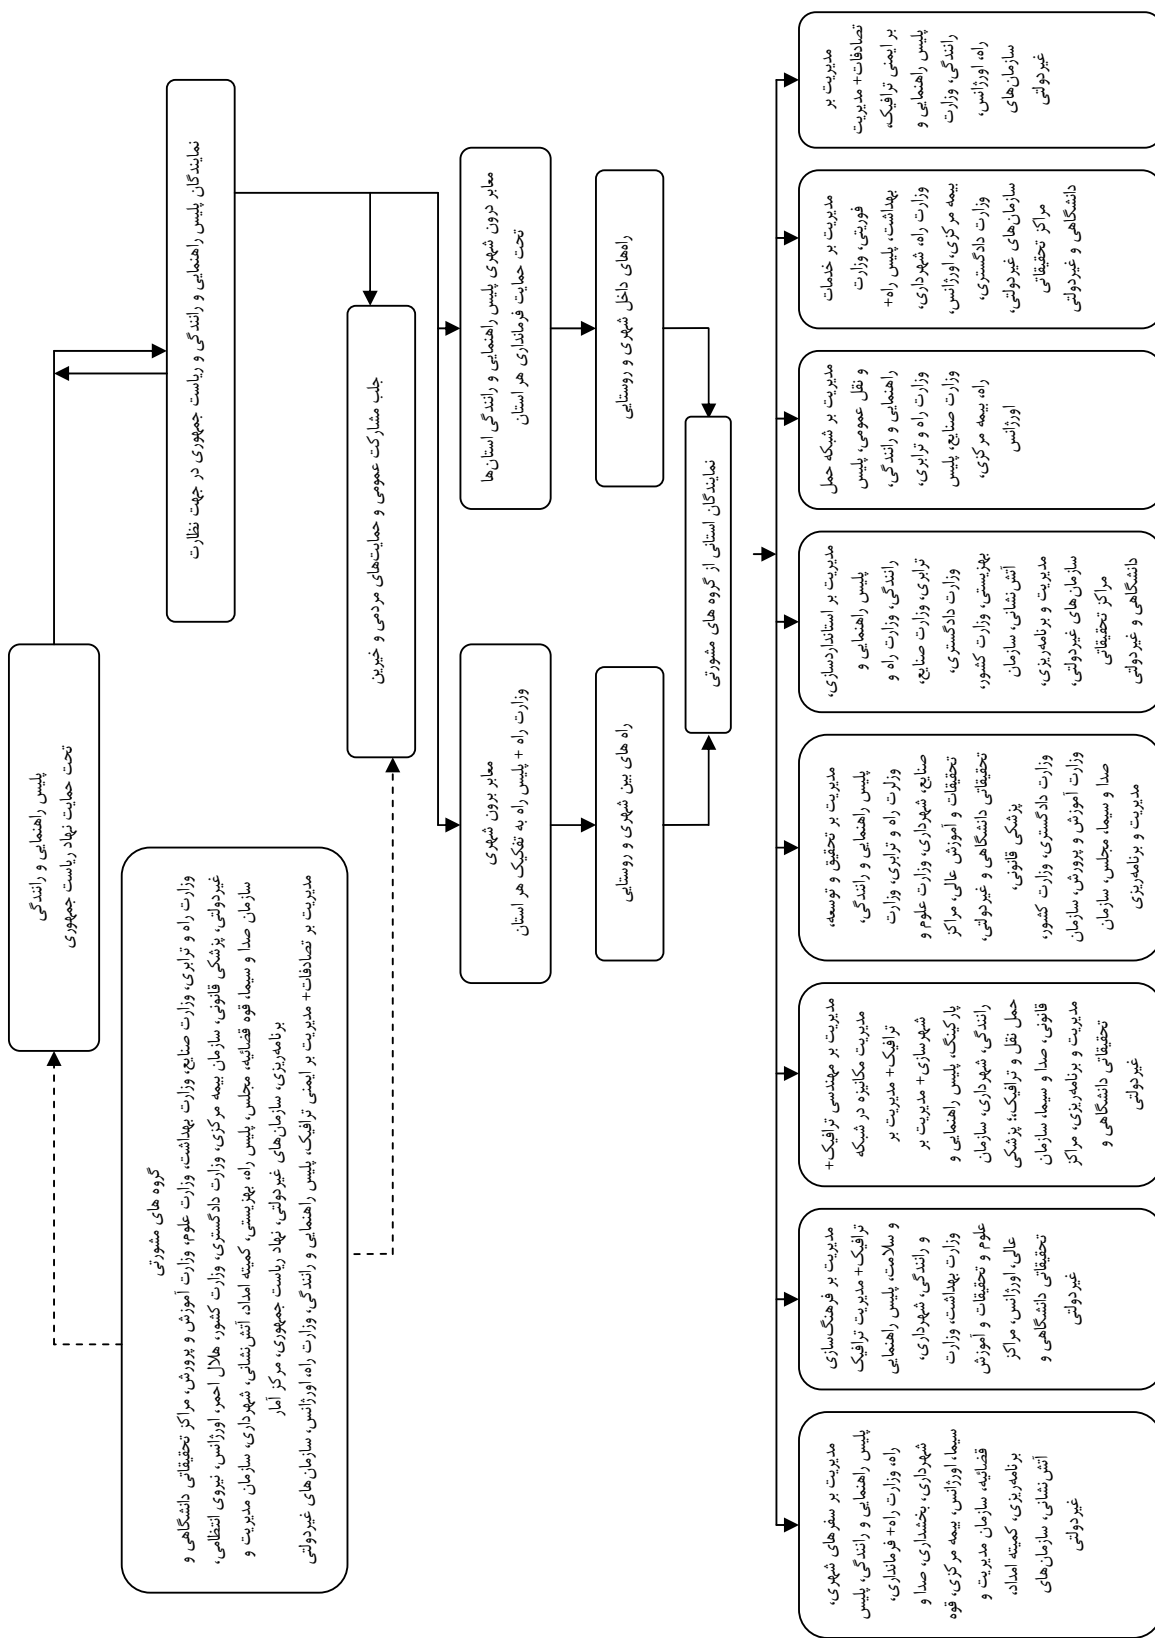 پلیس راهنمایی و رانندگی
تحت حمایت نهاد ریاست جمهوری
نمایندگان پلیس راهنمایی و رانندگی و ریاست جمهوری در جهت نظارت
گروه های مشورتی
وزارت راه و ترابری، وزارت صنایع، وزارت بهداشت، وزارت علوم، وزارت آموزش و پرورش، مراکز تحقیقاتی دانشگاهی و
غیردولتی، پزشکی قانونی، سازمان بیمه مرکزی، وزارت دادگستری، وزارت کشور، هلال احمر، اورژانس، نیروی انتظامی،
سازمان صدا و سیما، قوه قضائیه، مجلس، پلیس راه، بهزیستی، کمیته امداد، آتش‌نشانی، شهرداری، سازمان مدیریت و
برنامه‌ریزی، سازمان‌های غیردولتی، نهاد ریاست جمهوری، مرکز آمار
مدیریت بر تصادفات+ مدیریت بر ایمنی ترافیک، پلیس راهنمایی و رانندگی، وزارت راه، اورژانس، سازمان‌های غیردولتی
جلب مشارکت عمومی و حمایت‌های مردمی و خیرین
معابر درون شهری پلیس راهنمایی و رانندگی استان‌ها
تحت حمایت فرمانداری هر استان
معابر برون شهری
وزارت راه + پلیس راه به تفکیک هر استان
راه‌های داخل شهری و روستایی
راه های بین شهری و روستایی
نمایندگان استانی از گروه های مشورتی
مدیریت بر
تصادفات+ مدیریت
بر ایمنی ترافیک،
پلیس راهنمایی و
رانندگی، وزارت
راه، اورژانس،
سازمان‌های
غیردولتی
مدیریت بر خدمات
فوریتی، وزارت
بهداشت، پلیس راه+
وزارت راه، شهرداری،
بیمه مرکزی، اورژانس،
وزارت دادگستری،
سازمان‌های غیردولتی،
مراکز تحقیقاتی
دانشگاهی و غیردولتی
مدیریت بر شبکه حمل
و نقل عمومی، پلیس
راهنمایی و رانندگی،
وزارت راه و ترابری،
وزارت صنایع، پلیس
راه، بیمه مرکزی،
اورژانس
مدیریت بر استانداردسازی،
پلیس راهنمایی و
رانندگی، وزارت راه و
ترابری، وزارت صنایع،
وزارت دادگستری،
بهزیستی، وزارت کشور،
آتش‌نشانی، سازمان
مدیریت و برنامه‌ریزی،
سازمان‌های غیردولتی،
مراکز تحقیقاتی
دانشگاهی و غیردولتی
مدیریت بر تحقیق و توسعه،
پلیس راهنمایی و رانندگی،
وزلرت راه و ترابری، وزارت
صنایع، شهرداری، وزارت علوم و
تحقیقات و آموزش عالی، مراکز
تحقیقاتی دانشگاهی و غیردولتی،
پزشکی قانونی،
وزارت دادگستری، وزارت کشور،
وزارت آموزش و پرورش، سازمان
صدا و سیما، مجلس، سازمان
مدیریت و برنامه‌ریزی
مدیریت بر مهندسی ترافیک+
مدیریت مکانیزه در شبکه
ترافیک+ مدیریت بر
شهرسازی+ مدیریت بر
پارکینگ، پلیس راهنمایی و
رانندگی، شهرداری، سازمان
حمل نقل و ترافیک،؛ پزشکی
قانونی، صدا و سیما، سازمان
مدیریت و برنامه‌ریزی، مراکز
تحقیقاتی دانشگاهی و
غیردولتی
مدیریت بر فرهنگ‌سازی
ترافیک+ مدیریت ترافیک
و سلامت، پلیس راهنمایی
و رانندگی، شهرداری،
وزارت بهداشت، وزارت
علوم و تحقیقات و آموزش
عالی، اورژانس، مراکز
تحقیقاتی دانشگاهی و
غیردولتی
مدیریت بر سفرهای شهری،
پلیس راهنمایی و رانندگی، پلیس
راه، وزارت راه+ فرمانداری،
شهرداری، بخشداری، صدا و
سیما، اورژانس، بیمه مرکزی، قوه
قضائیه، سازمان مدیریت و
برنامه‌ریزی، کمیته امداد،
آتش‌نشانی، سازمان‌های
غیردولتی